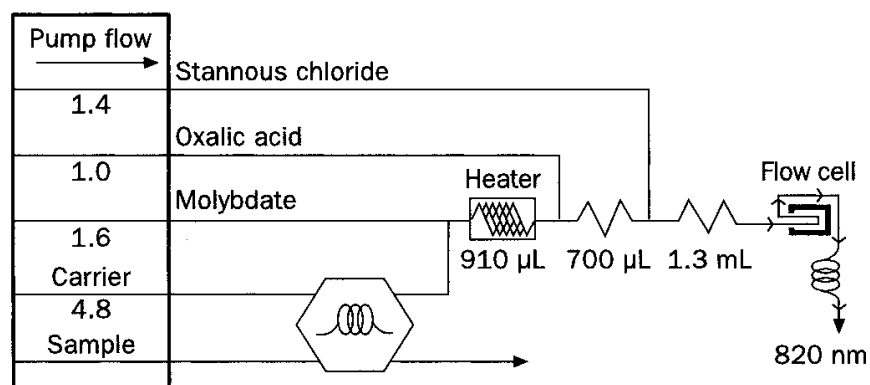 Pump flow
Stannous chloride
1.4
Oxalic acid
1.0
Molybdate
1.6
Carrier
4.8
Sample
Heater
910 µL
700 µL
1.3 mL
Flow cell
820 nm